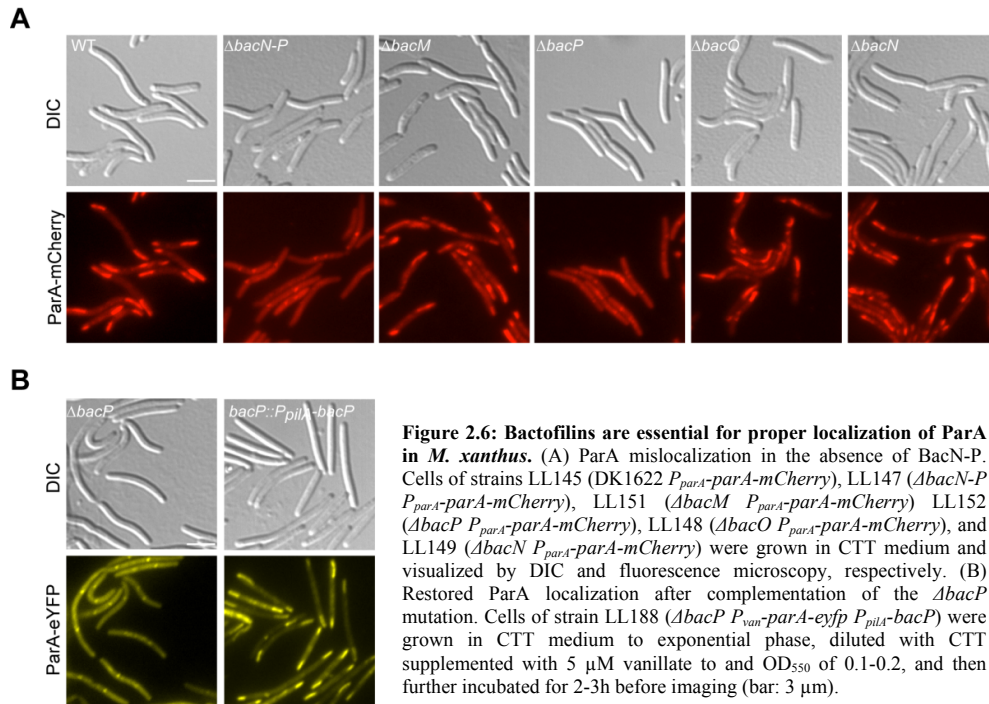 A
WT
ΔbacN-P
ΔbacM
ΔbacP
ΔbacO
ΔbacN
DIC
ParA-mCherry
B
ΔbacP
bacP::PpilA-bacP
DIC
ParA-eYFP
Figure 2.6: Bactofilins are essential for proper localization of ParA
in M. xanthus. (A) ParA mislocalization in the absence of BacN-P.
Cells of strains LL145 (DK1622 PparA-parA-mCherry), LL147 (ΔbacN-P
PparA-parA-mCherry), LL151 (ΔbacM PparA-parA-mCherry) LL152
(ΔbacP PparA-parA-mCherry), LL148 (ΔbacO PparA-parA-mCherry), and
LL149 (ΔbacN PparA-parA-mCherry) were grown in CTT medium and
visualized by DIC and fluorescence microscopy, respectively. (B)
Restored ParA localization after complementation of the ΔbacP
mutation. Cells of strain LL188 (ΔbacP Pvan-parA-eyfp PpilA-bacP) were
grown in CTT medium to exponential phase, diluted with CTT
supplemented with 5 µM vanillate to and OD550 of 0.1-0.2, and then
further incubated for 2-3h before imaging (bar: 3 µm).